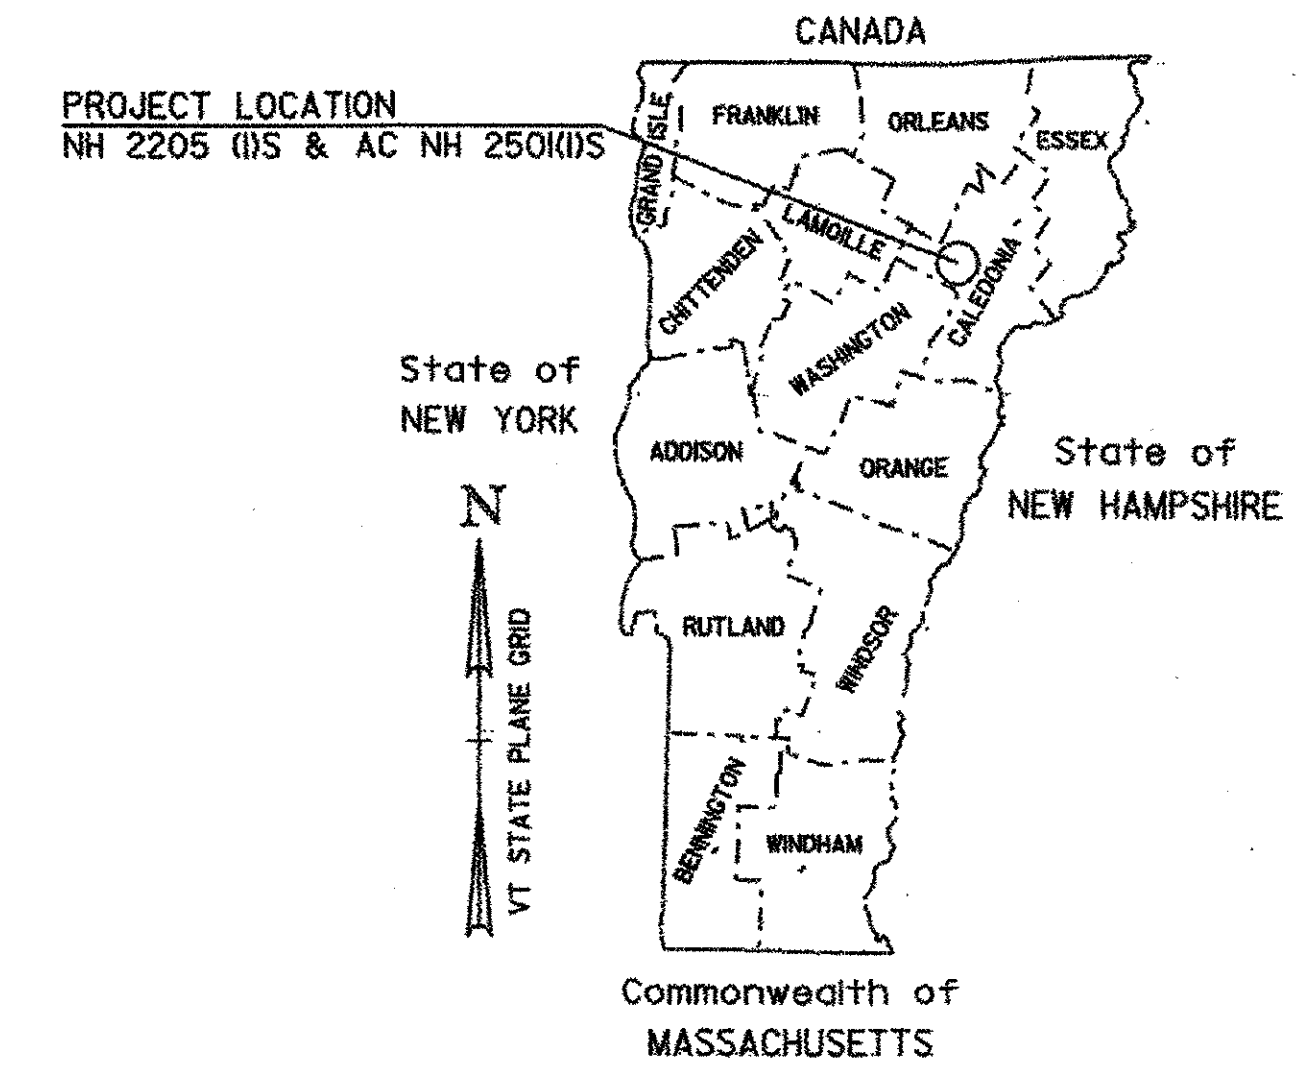 CANADA
PROJECT LOCATION
NH 2205 (1)S & AC NH 2501(1)S
GRAND ISLE
FRANKLIN
ORLEANS
ESSEX
LAMOILLE
CHITTENDEN
CALEDONIA
WASHINGTON
State of
NEW YORK
ADDISON
ORANGE
State of
NEW HAMPSHIRE
N
VT STATE PLANE GRID
RUTLAND
WINDSOR
BENNINGTON
WINDHAM
Commonwealth of
MASSACHUSETTS